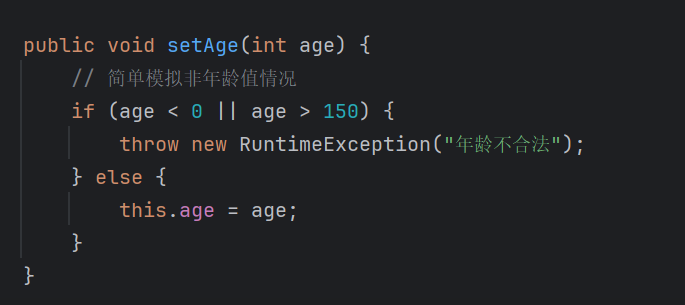 public void setAge(int age) {
    // 简单模拟非年龄值情况
    if (age < 0 || age > 150) {
        throw new RuntimeException("年龄不合法");
    } else {
        this.age = age;
    }
}